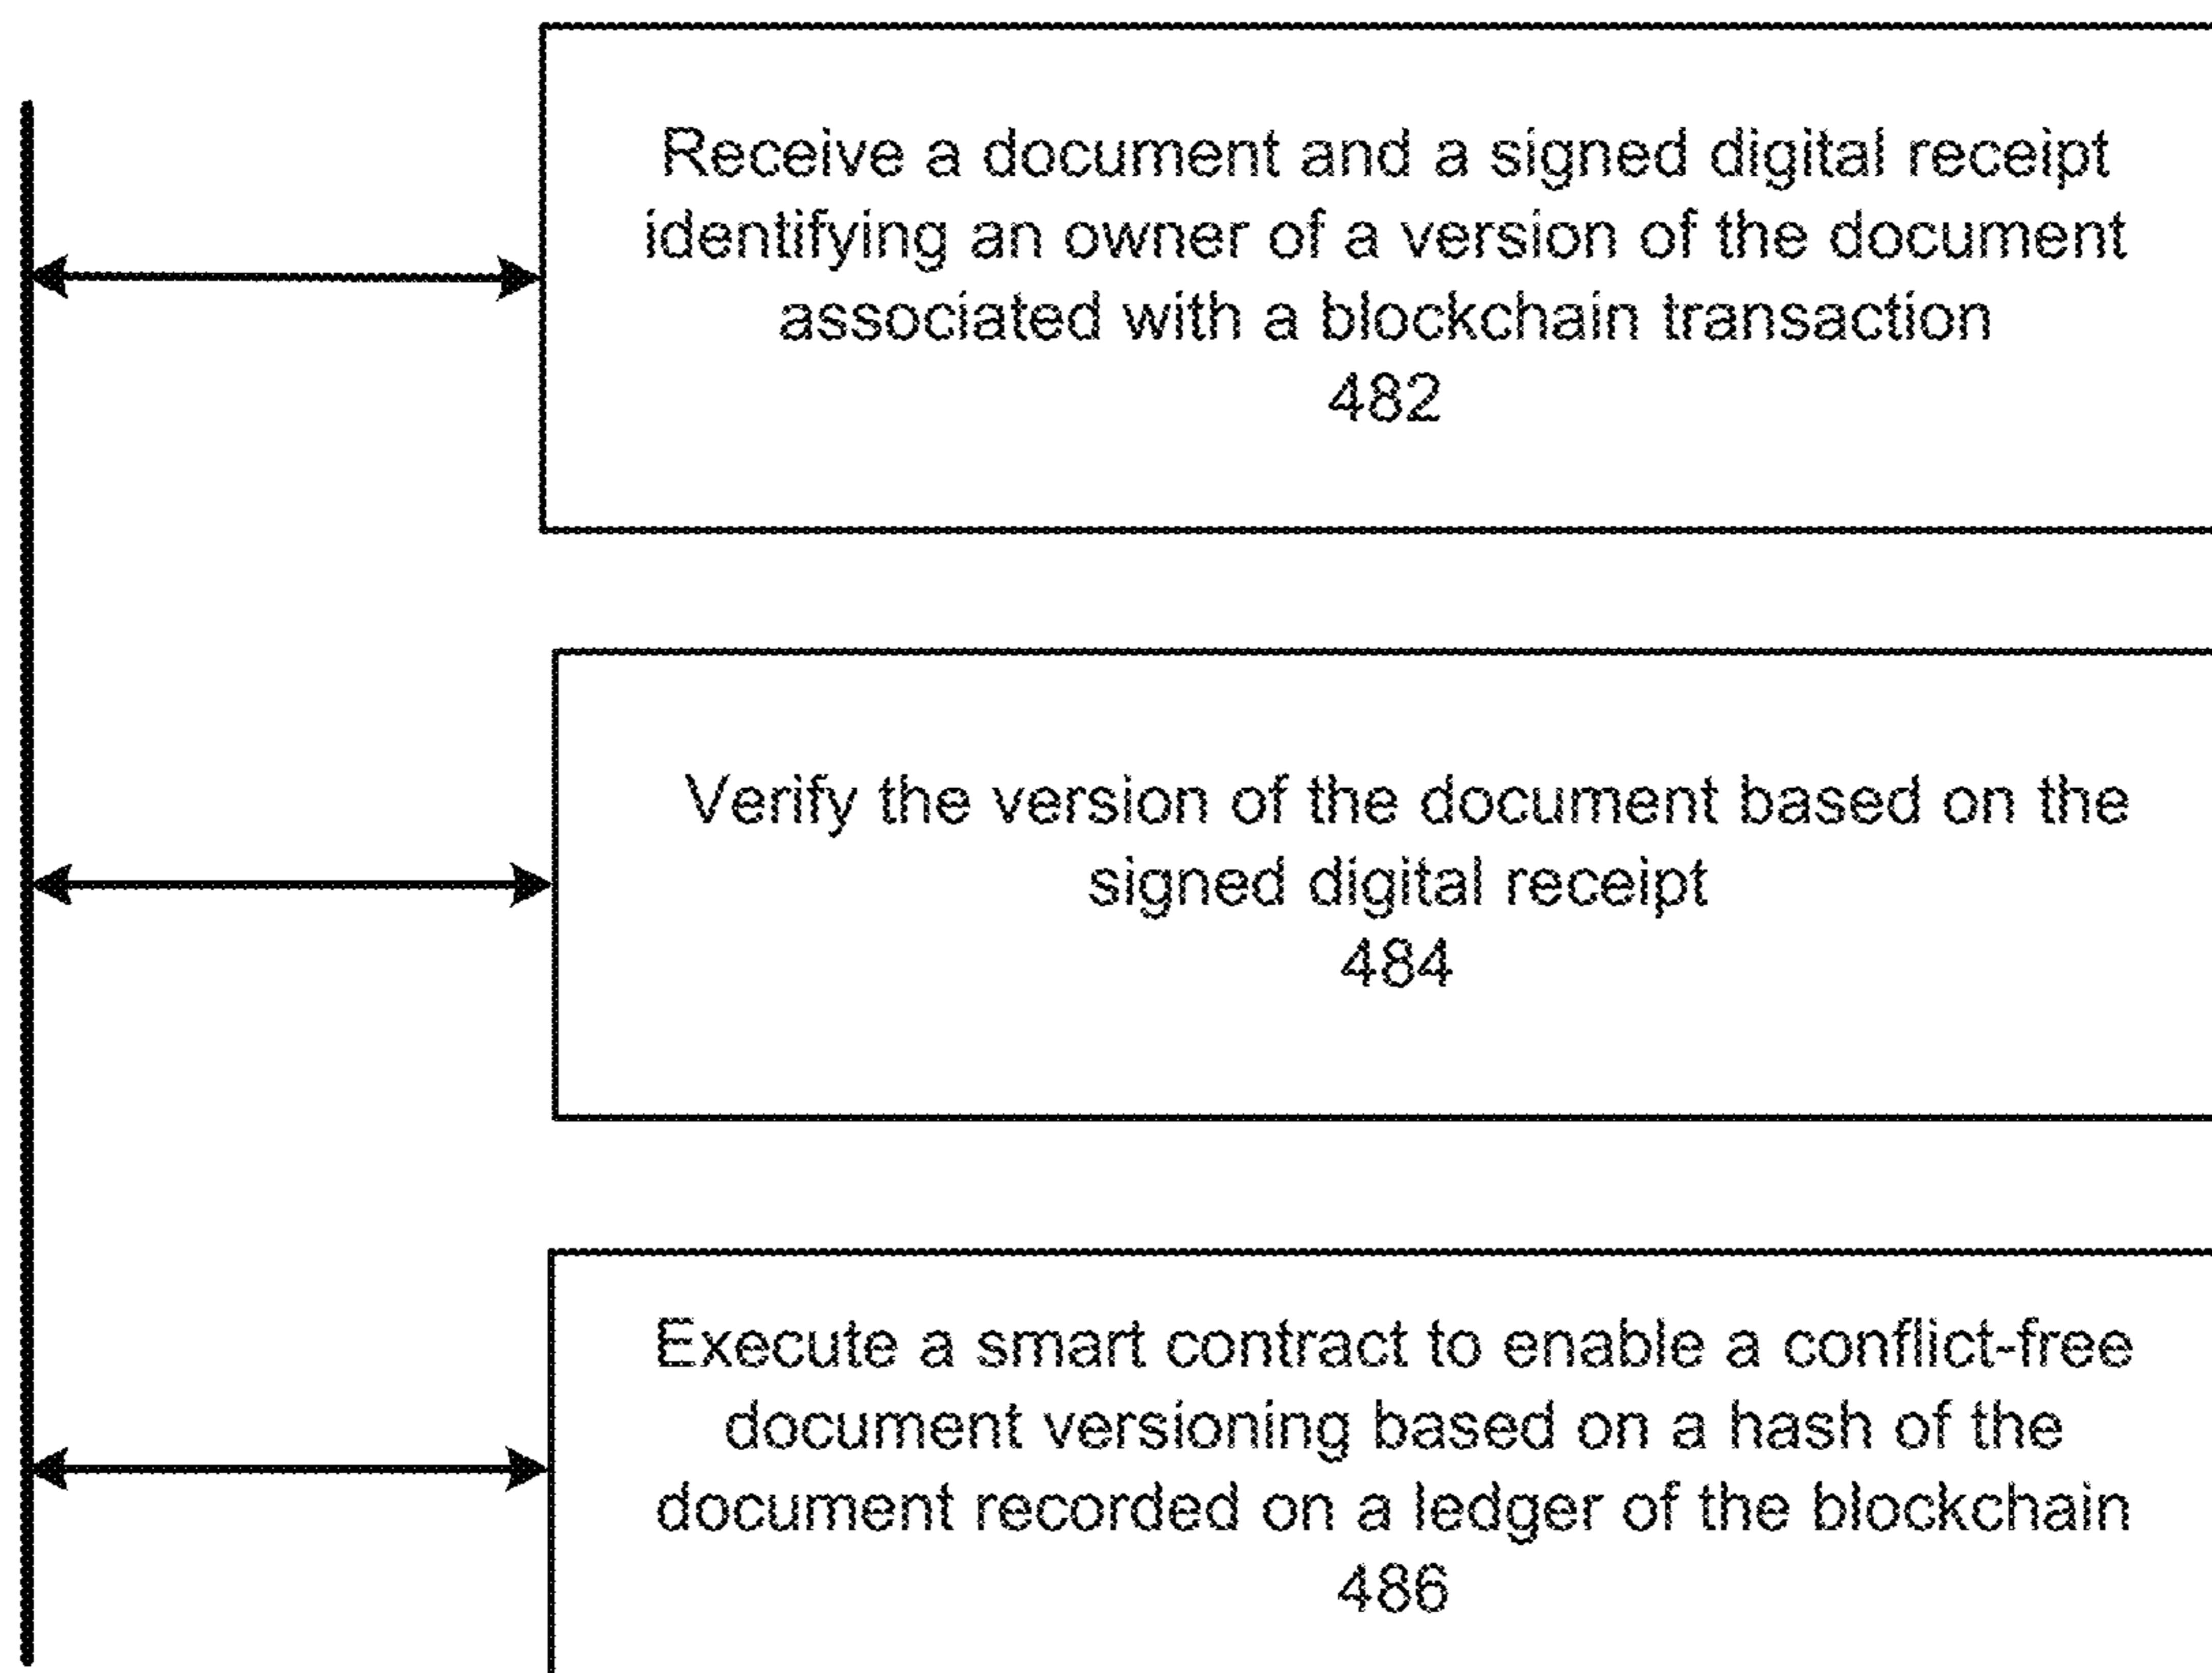 Receive a document and a signed digital receipt
identifying an owner of a version of the document
associated with a blockchain transaction
482
Verify the version of the document based on the
signed digital receipt
484
Execute a smart contract to enable a conflict-free
document versioning based on a hash of the
document recorded on a ledger of the blockchain
486